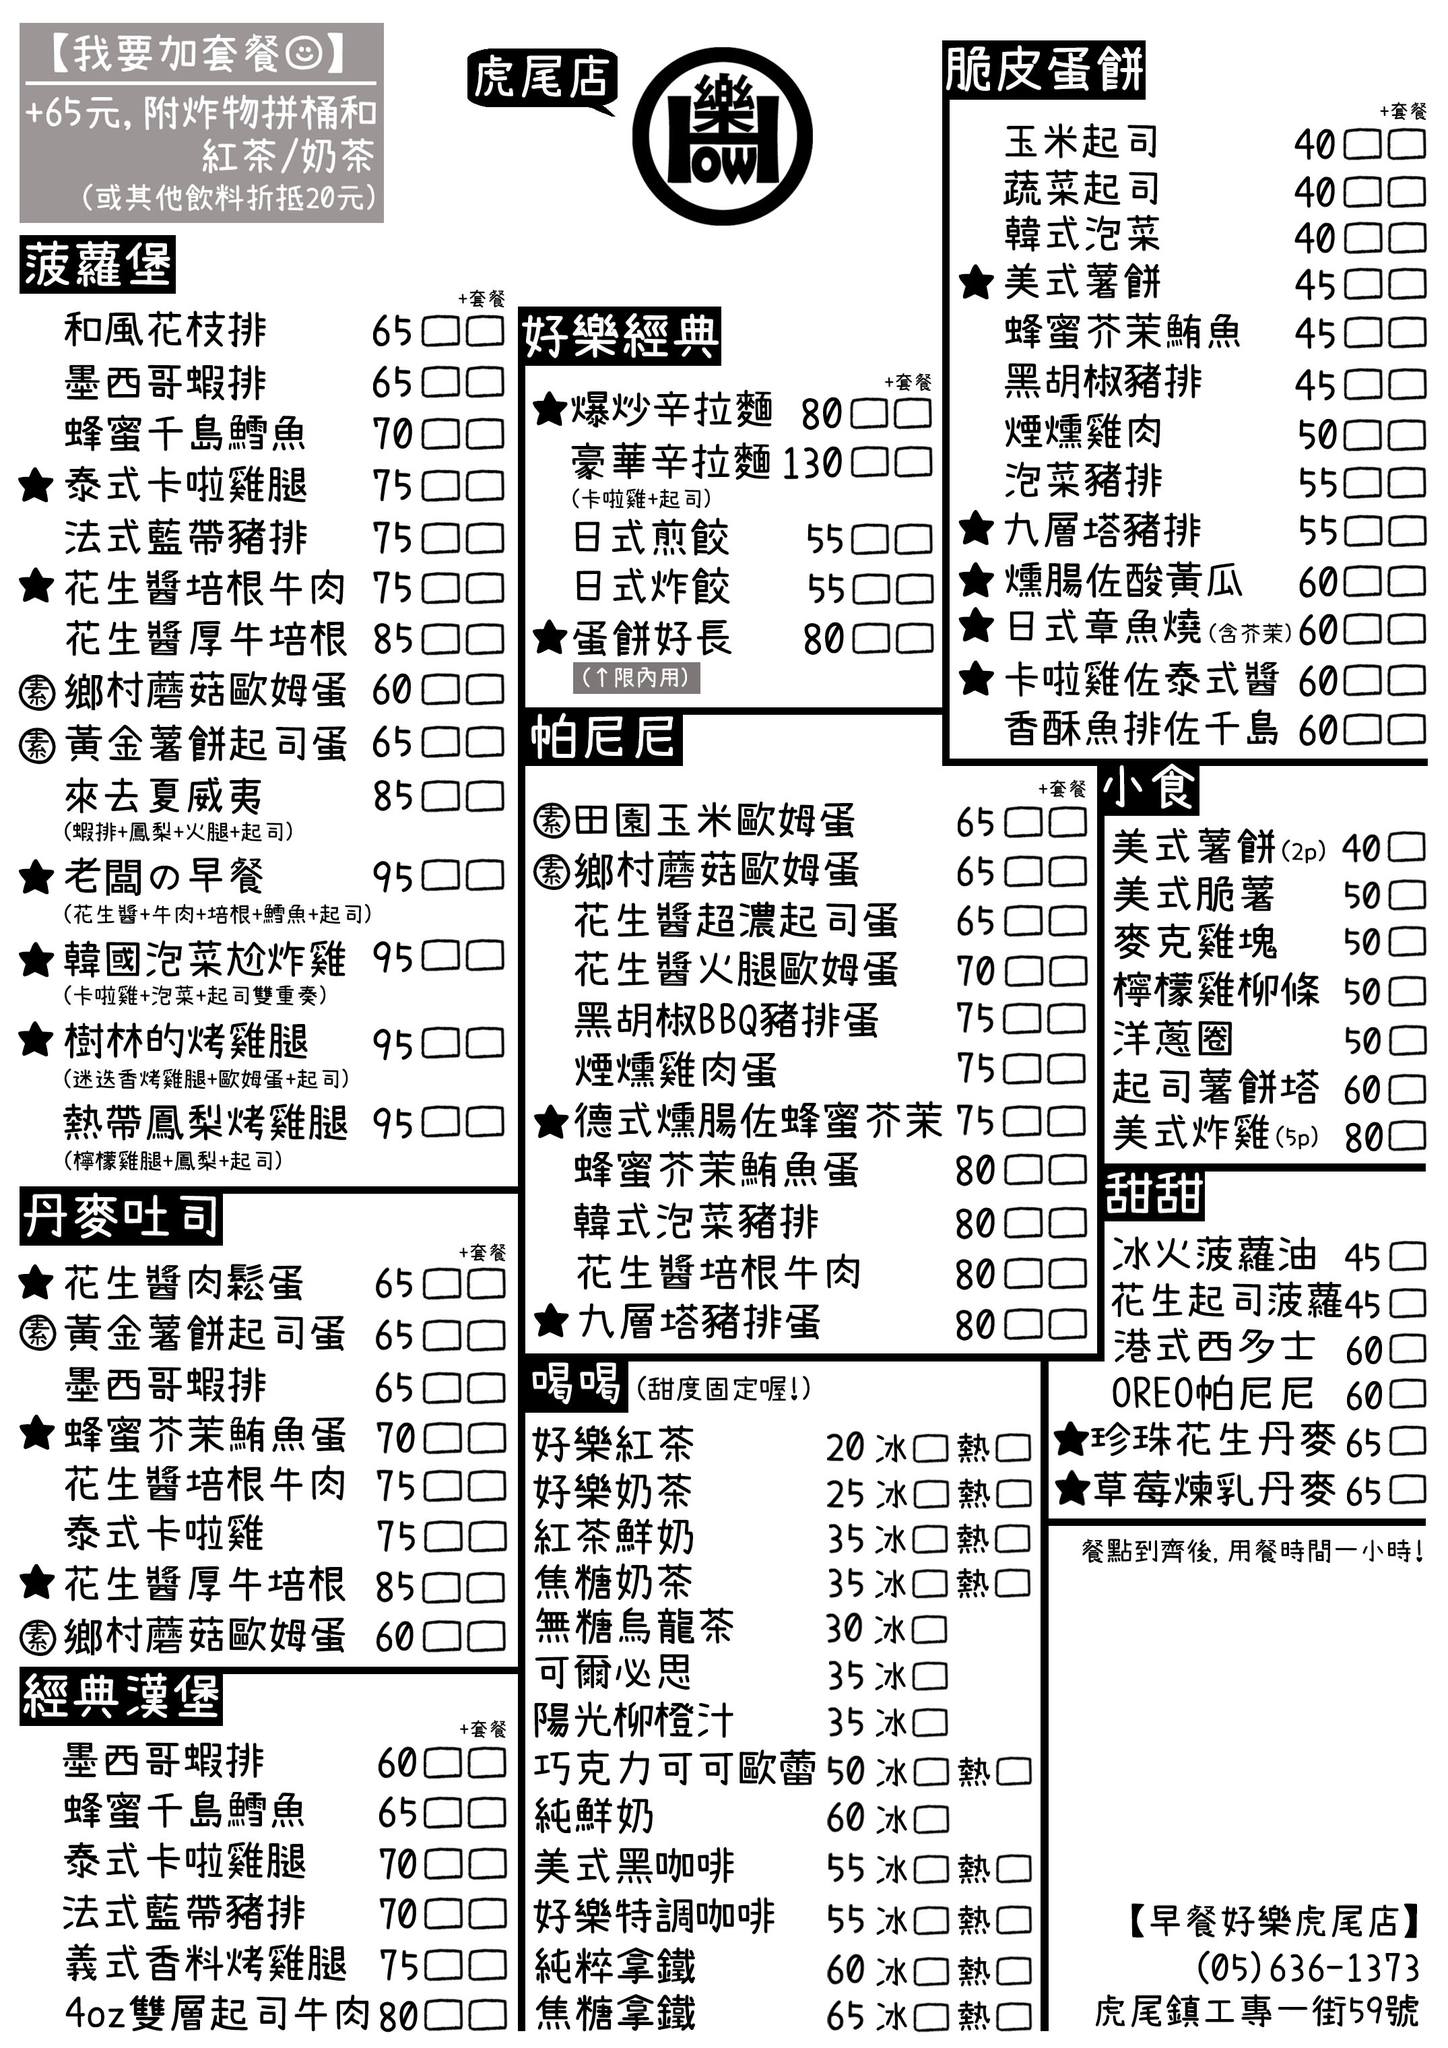 【我要加套餐☺】
+65元, 附炸物拼桶和
紅茶/奶茶
(或其他飲料折抵20元)
虎尾店
樂
HOW
菠蘿堡
+套餐
和風花枝排 65
墨西哥蝦排 65
蜂蜜千島鱈魚 70
★泰式卡啦雞腿 75
法式藍帶豬排 75
★花生醬培根牛肉 75
花生醬厚牛培根 85
素 鄉村蘑菇歐姆蛋 60
素 黃金薯餅起司蛋 65
來去夏威夷 85
(蝦排+鳳梨+火腿+起司)
★老闆の早餐 95
(花生醬+牛肉+培根+鱈魚+起司)
★韓國泡菜尬炸雞 95
(卡啦雞+泡菜+起司雙重奏)
★樹林的烤雞腿 95
(迷迭香烤雞腿+歐姆蛋+起司)
熱帶鳳梨烤雞腿 95
(檸檬雞腿+鳳梨+起司)
丹麥吐司
+套餐
★花生醬肉鬆蛋 65
素 黃金薯餅起司蛋 65
墨西哥蝦排 65
★蜂蜜芥茉鮪魚蛋 70
花生醬培根牛肉 75
泰式卡啦雞 75
★花生醬厚牛培根 85
素 鄉村蘑菇歐姆蛋 60
經典漢堡
+套餐
墨西哥蝦排 60
蜂蜜千島鱈魚 65
泰式卡啦雞腿 70
法式藍帶豬排 70
義式香料烤雞腿 75
4oz雙層起司牛肉 80
好樂經典
+套餐
★爆炒辛拉麵 80
豪華辛拉麵 130
(卡啦雞+起司)
日式煎餃 55
日式炸餃 55
★蛋餅好長 80
(↑限內用)
帕尼尼
+套餐
素 田園玉米歐姆蛋 65
素 鄉村蘑菇歐姆蛋 65
花生醬超濃起司蛋 65
花生醬火腿歐姆蛋 70
黑胡椒BBQ豬排蛋 75
煙燻雞肉蛋 75
★德式燻腸佐蜂蜜芥茉 75
蜂蜜芥茉鮪魚蛋 80
韓式泡菜豬排 80
花生醬培根牛肉 80
★九層塔豬排蛋 80
喝喝 (甜度固定喔!)
好樂紅茶 20 冰 熱
好樂奶茶 25 冰 熱
紅茶鮮奶 35 冰 熱
焦糖奶茶 35 冰 熱
無糖烏龍茶 30 冰
可爾必思 35 冰
陽光柳橙汁 35 冰
巧克力可可歐蕾 50 冰 熱
純鮮奶 60 冰
美式黑咖啡 55 冰 熱
好樂特調咖啡 55 冰 熱
純粹拿鐵 60 冰 熱
焦糖拿鐵 65 冰 熱
脆皮蛋餅
+套餐
玉米起司 40
蔬菜起司 40
韓式泡菜 40
★美式薯餅 45
蜂蜜芥茉鮪魚 45
黑胡椒豬排 45
煙燻雞肉 50
泡菜豬排 55
★九層塔豬排 55
★燻腸佐酸黃瓜 60
★日式章魚燒(含芥茉) 60
★卡啦雞佐泰式醬 60
香酥魚排佐千島 60
小食
美式薯餅(2p) 40
美式脆薯 50
麥克雞塊 50
檸檬雞柳條 50
洋蔥圈 50
起司薯餅塔 60
美式炸雞(5p) 80
甜甜
冰火菠蘿油 45
花生起司菠蘿 45
港式西多士 60
OREO帕尼尼 60
★珍珠花生丹麥 65
★草莓煉乳丹麥 65
餐點到齊後, 用餐時間一小時!
【早餐好樂虎尾店】
(05)636-1373
虎尾鎮工專一街59號